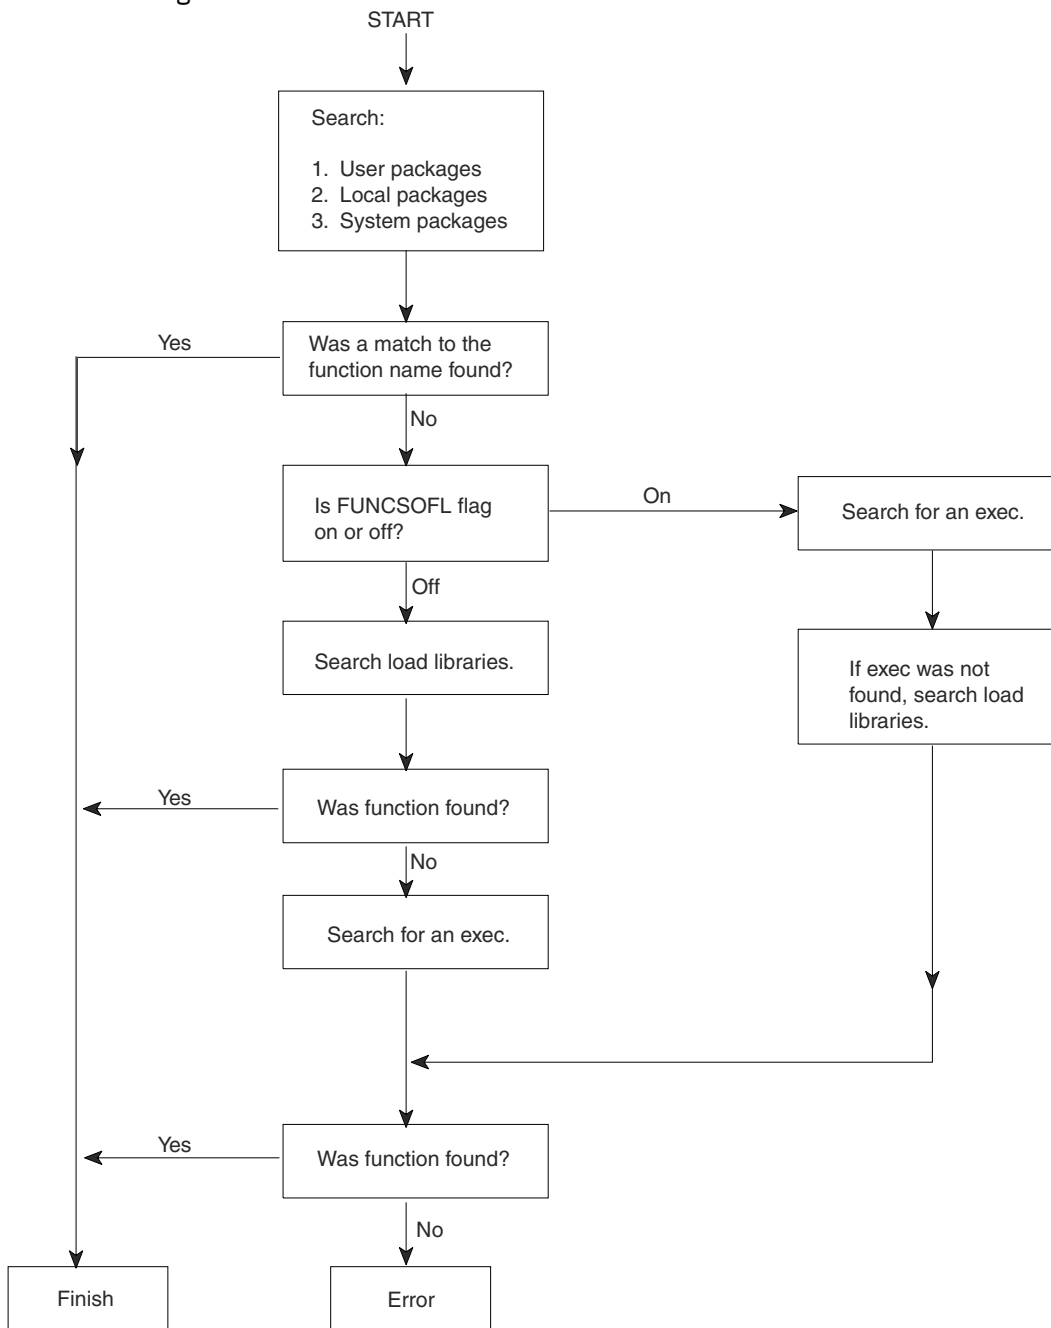 START
Search:
1. User packages
2. Local packages
3. System packages
Yes
Was a match to the
function name found?
No
Is FUNCSOFL flag
on or off?
On
Search for an exec.
Off
Search load libraries.
If exec was not
found, search load
libraries.
Yes
Was function found?
No
Search for an exec.
Yes
Was function found?
No
Finish
Error